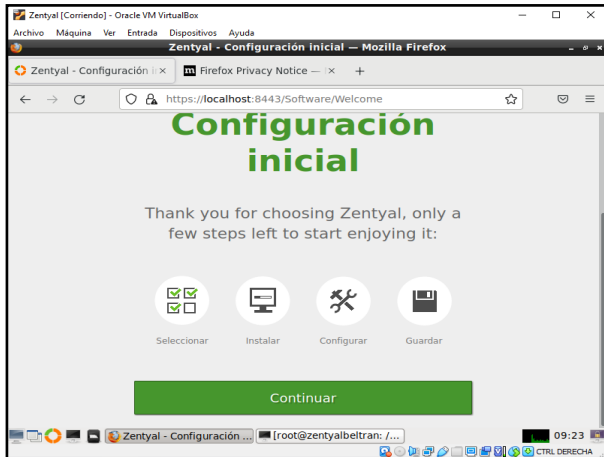 Zentyal [Corriendo] - Oracle VM VirtualBox
Archivo Máquina Ver Entrada Dispositivos Ayuda
Zentyal - Configuración inicial — Mozilla Firefox
Zentyal - Configuración in
Firefox Privacy Notice —
https://localhost:8443/Software/Welcome
Configuración
inicial
Thank you for choosing Zentyal, only a
few steps left to start enjoying it:
Seleccionar Instalar Configurar Guardar
Continuar
Zentyal - Configuración ... [root@zentyalbeltran: /... 09:23
CTRL DERECHA